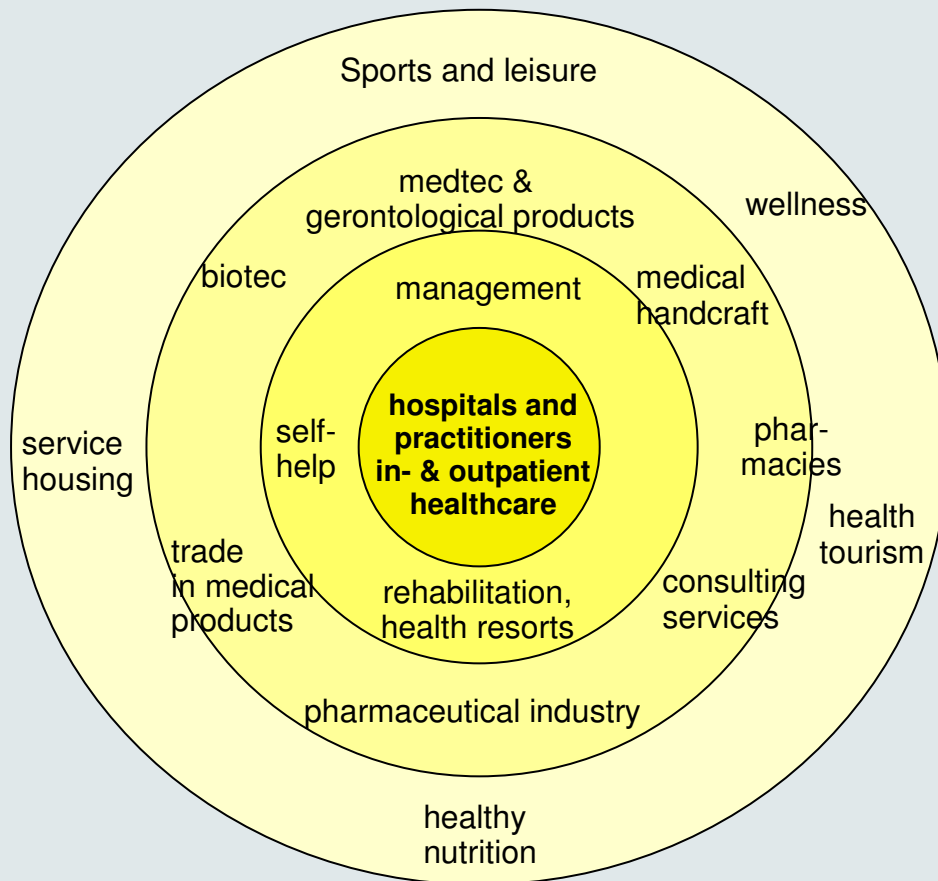 Sports and leisure
medtec &
gerontological products
wellness
biotec
management
medical
handcraft
hospitals and
practitioners
in- & outpatient
healthcare
self-
help
service
housing
phar-
macies
health
tourism
trade
in medical
products
rehabilitation,
health resorts
consulting
services
pharmaceutical industry
healthy
nutrition